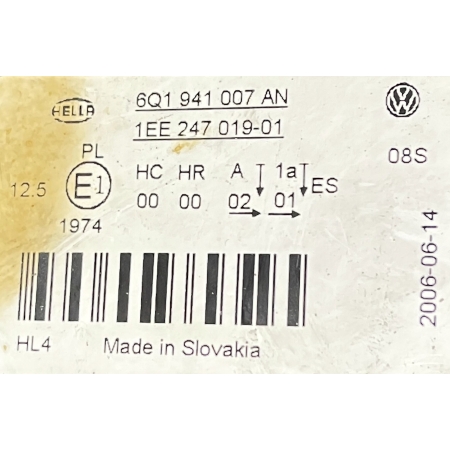 HELLA
6Q1 941 007 AN
1EE 247 019-01
08S
PL
12.5
E1
1974
HC HR A 1a
00 00 02 01 ES
2006-06-14
HL4
Made in Slovakia